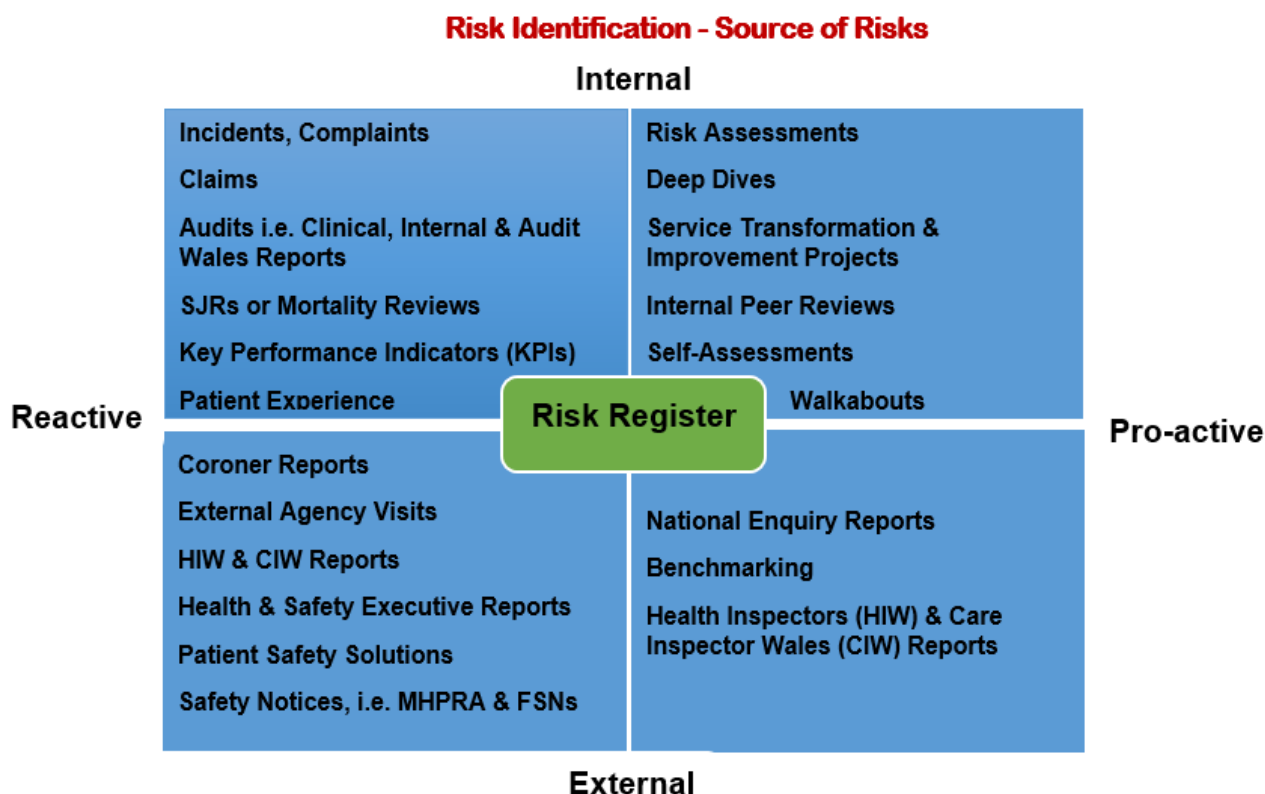 Risk Identification - Source of Risks
Internal
Incidents, Complaints
Claims
Audits i.e. Clinical, Internal & Audit
Wales Reports
SJRs or Mortality Reviews
Key Performance Indicators (KPIs)
Patient Experience
Risk Assessments
Deep Dives
Service Transformation &
Improvement Projects
Internal Peer Reviews
Self-Assessments
Walkabouts
Reactive
Risk Register
Pro-active
Coroner Reports
External Agency Visits
HIW & CIW Reports
Health & Safety Executive Reports
Patient Safety Solutions
Safety Notices, i.e. MHPRA & FSNs
National Enquiry Reports
Benchmarking
Health Inspectors (HIW) & Care
Inspector Wales (CIW) Reports
External